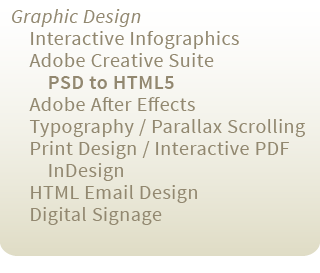 Graphic Design
Interactive Infographics
Adobe Creative Suite
PSD to HTML5
Adobe After Effects
Typography / Parallax Scrolling
Print Design / Interactive PDF
InDesign
HTML Email Design
Digital Signage